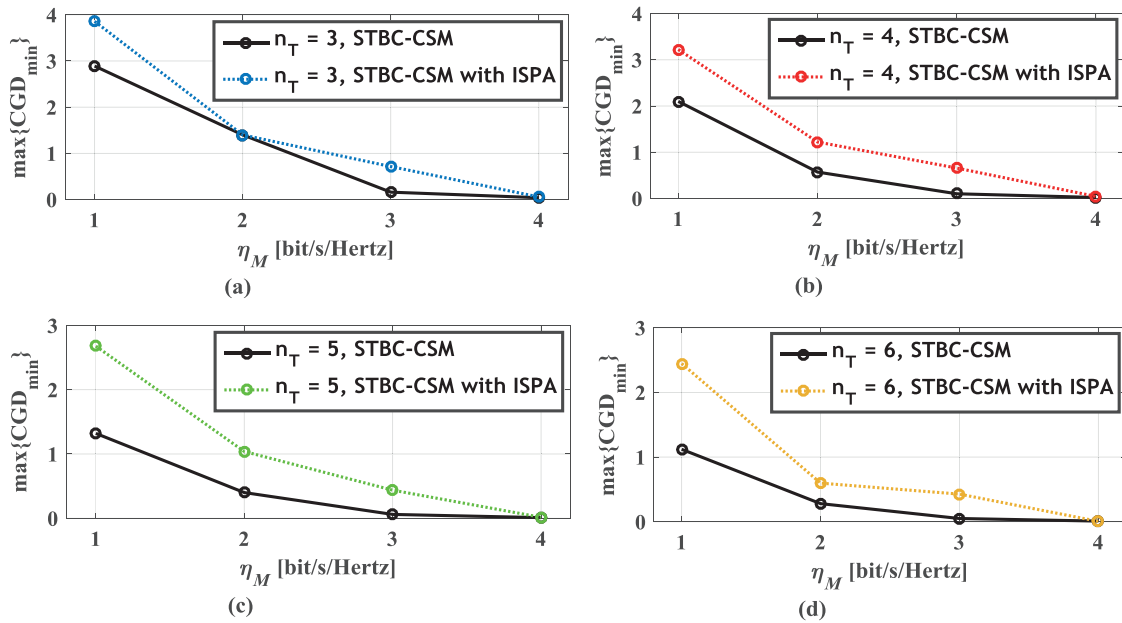 max{CGD_min}
4
3
2
1
0
n_T = 3, STBC-CSM
n_T = 3, STBC-CSM with ISPA
1 2 3 4
η_M [bit/s/Hertz]
(a)
max{CGD_min}
4
3
2
1
0
n_T = 4, STBC-CSM
n_T = 4, STBC-CSM with ISPA
1 2 3 4
η_M [bit/s/Hertz]
(b)
max{CGD_min}
3
2
1
0
n_T = 5, STBC-CSM
n_T = 5, STBC-CSM with ISPA
1 2 3 4
η_M [bit/s/Hertz]
(c)
max{CGD_min}
3
2
1
0
n_T = 6, STBC-CSM
n_T = 6, STBC-CSM with ISPA
1 2 3 4
η_M [bit/s/Hertz]
(d)